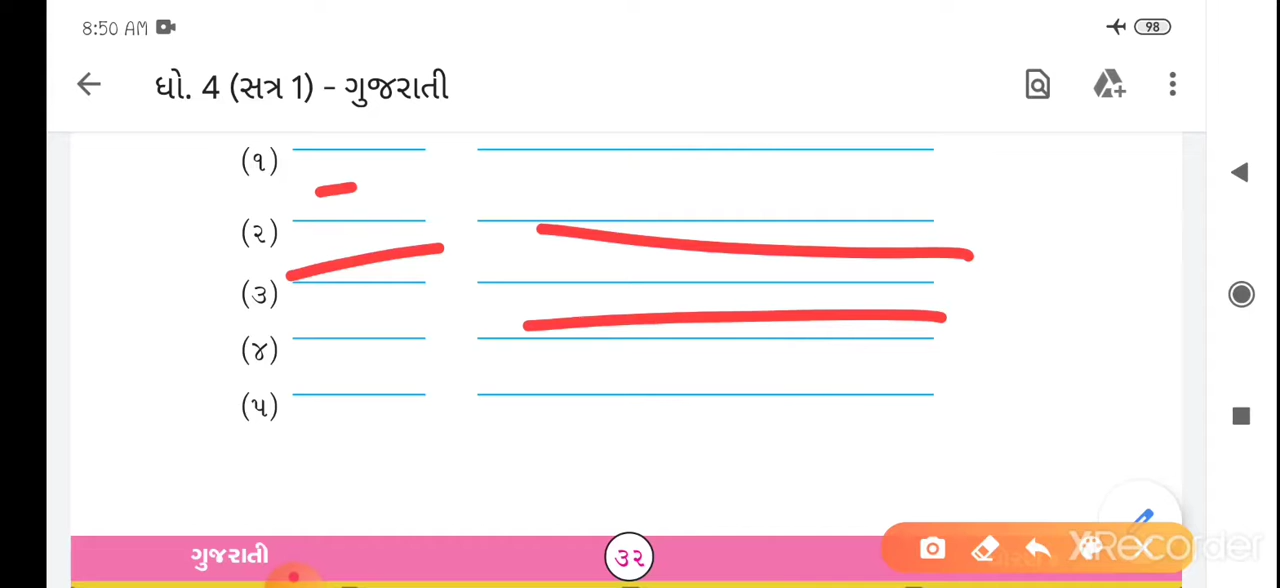 8:50 AM
98
ધો. 4 (સત્ર 1) - ગુજરાતી
(૧)
(૨)
(૩)
(૪)
(૫)
ગુજરાતી
૩૨
XRecorder